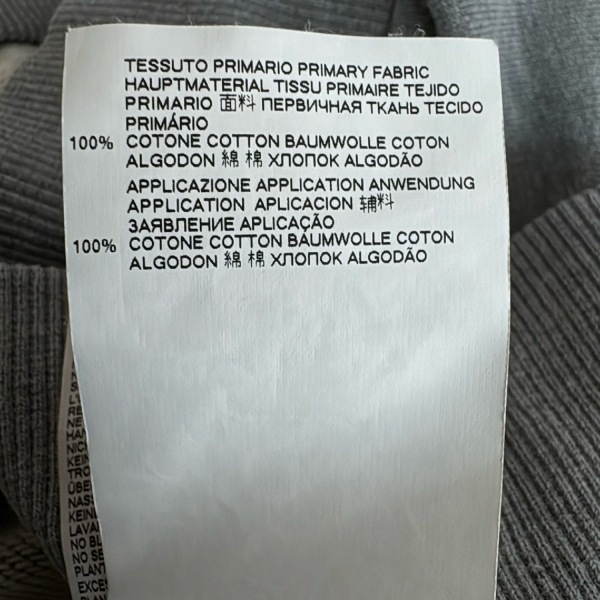 TESSUTO PRIMARIO PRIMARY FABRIC
HAUPTMATERIAL TISSU PRIMAIRE TEJIDO
PRIMARIO 面料 ПЕРВИЧНАЯ ТКАНЬ TECIDO
PRIMÁRIO
100% COTONE COTTON BAUMWOLLE COTON
ALGODON 綿 棉 ХЛОПОК ALGODÃO
APPLICAZIONE APPLICATION ANWENDUNG
APPLICATION APLICACION 辅料
ЗАЯВЛЕНИЕ APLICAÇÃO
100% COTONE COTTON BAUMWOLLE COTON
ALGODON 綿 棉 ХЛОПОК ALGODÃO